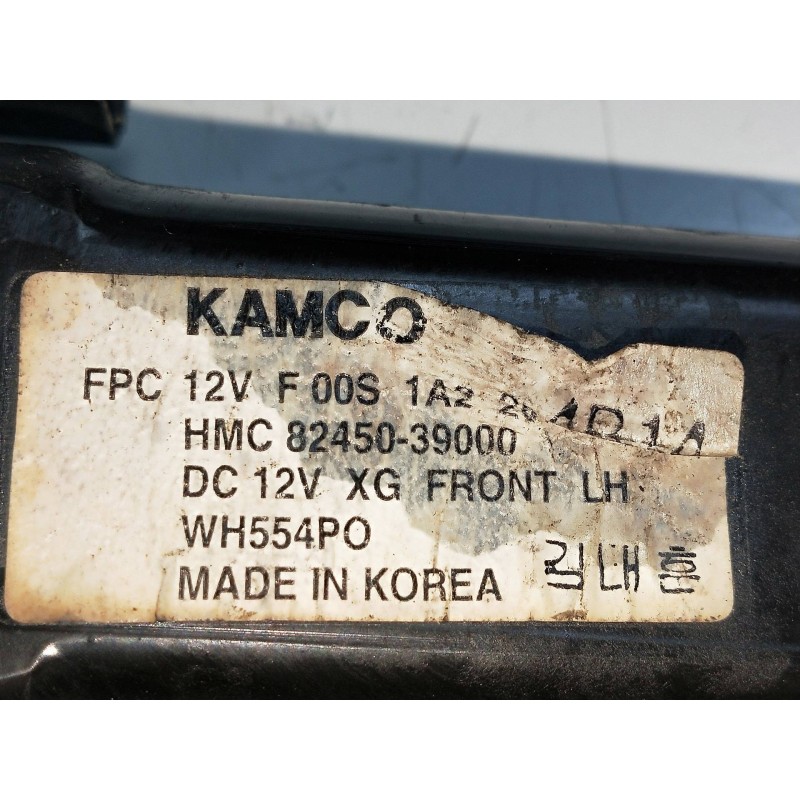 KAMCO
FPC 12V F 00S 1A2
HMC 82450-39000
DC 12V XG FRONT LH
WH554PO
MADE IN KOREA 김내훈